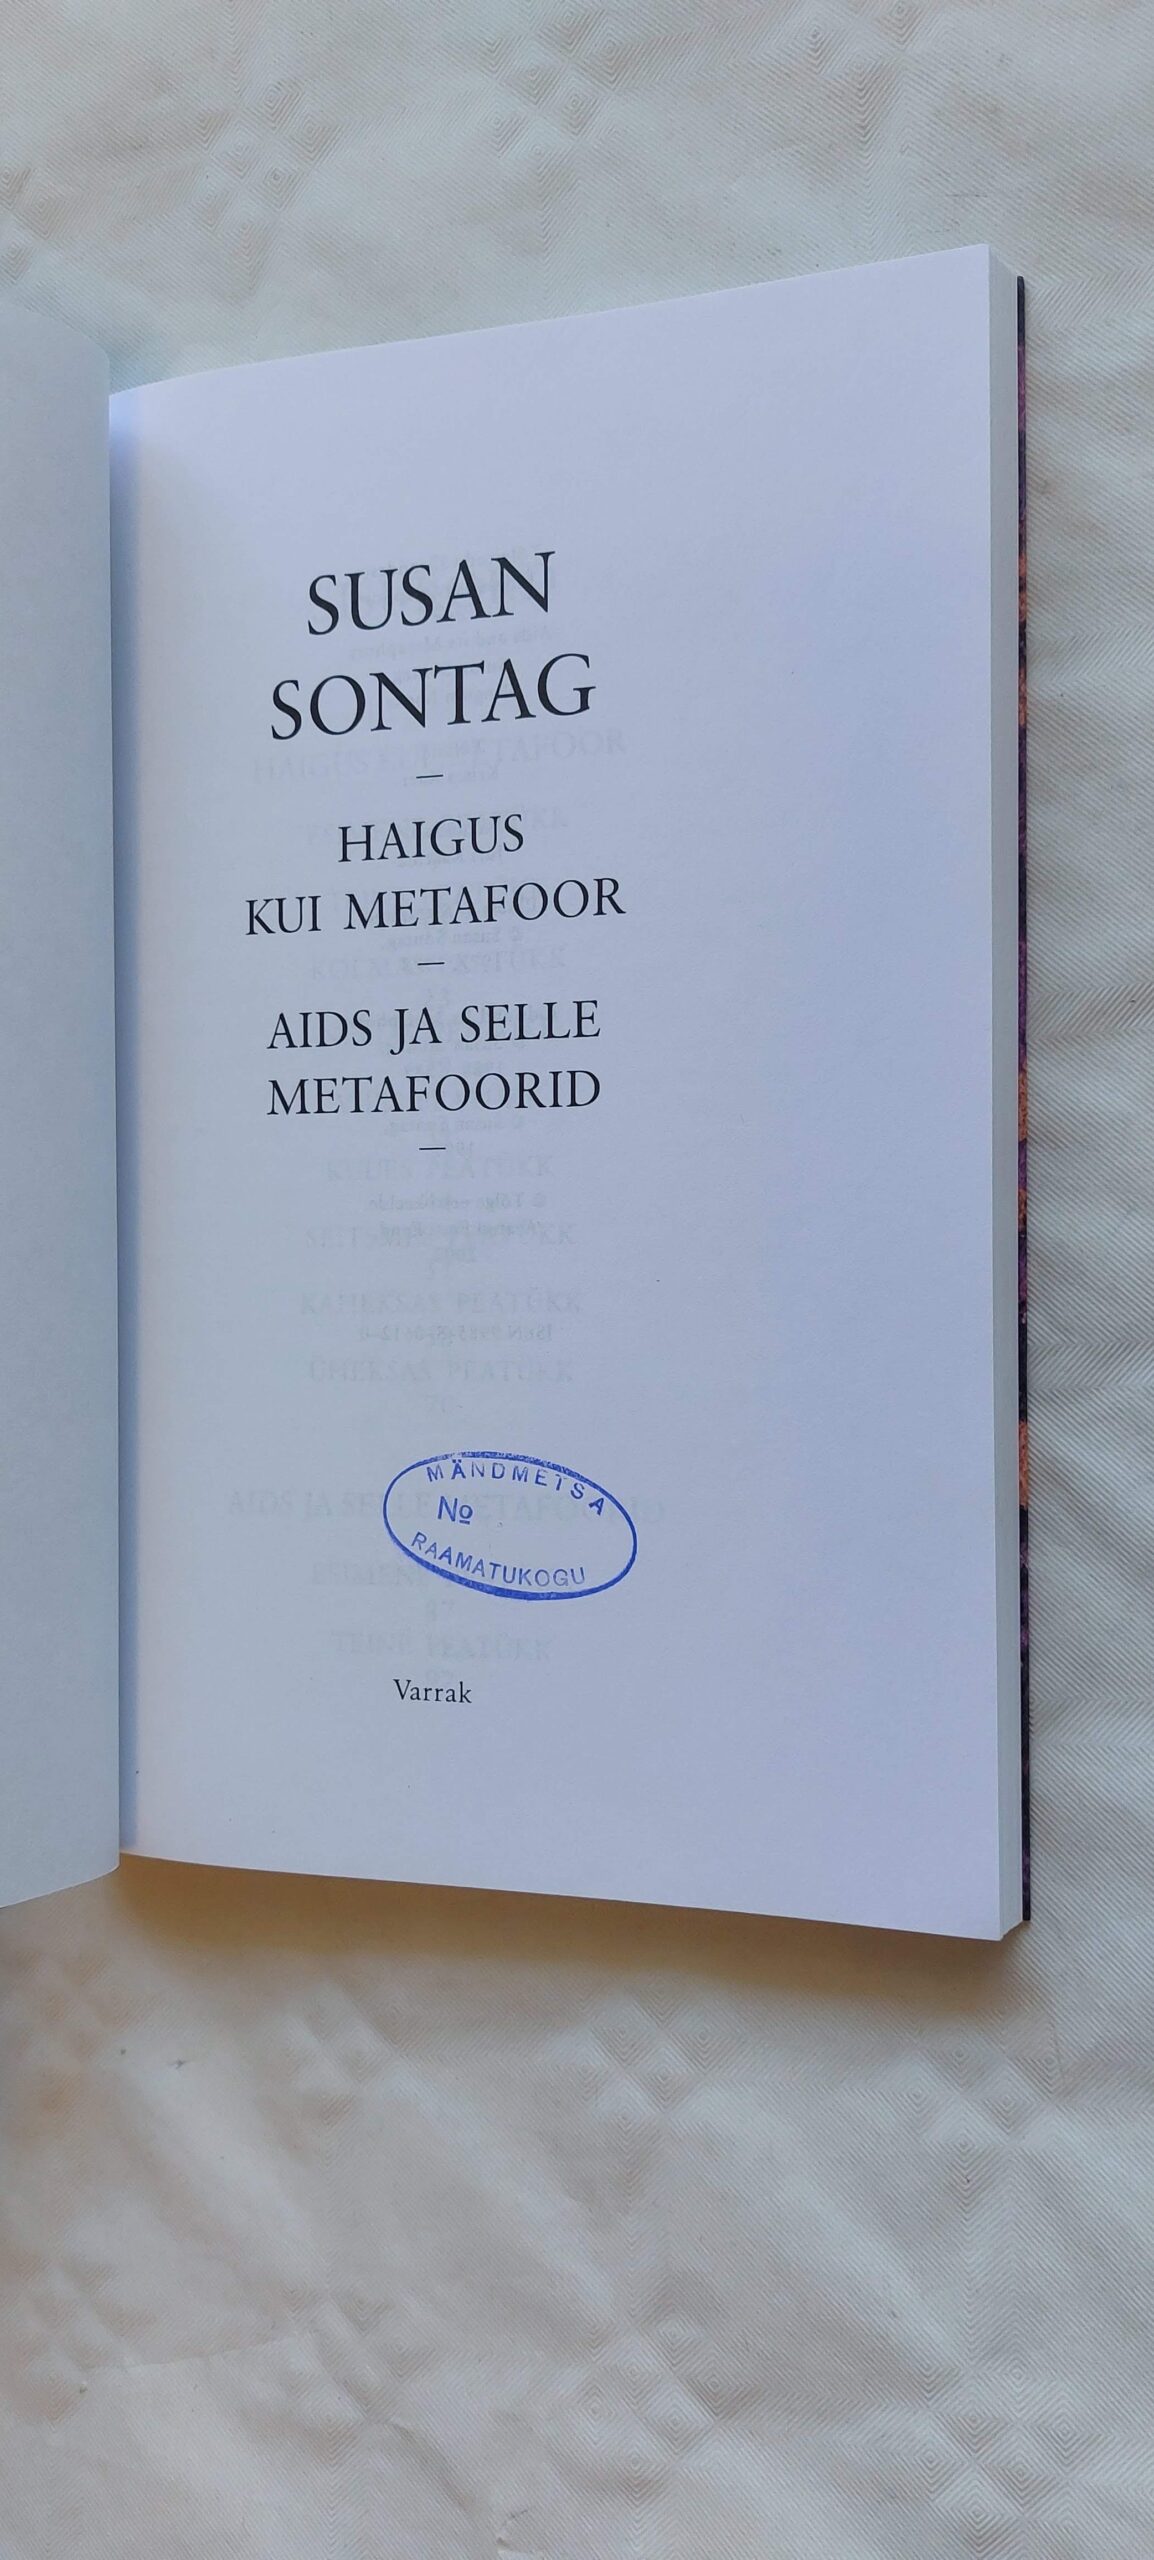 SUSAN
SONTAG
—
HAIGUS
KUI METAFOOR
—
AIDS JA SELLE
METAFOORID
—
MÄNDMETSA
№
RAAMATUKOGU
Varrak